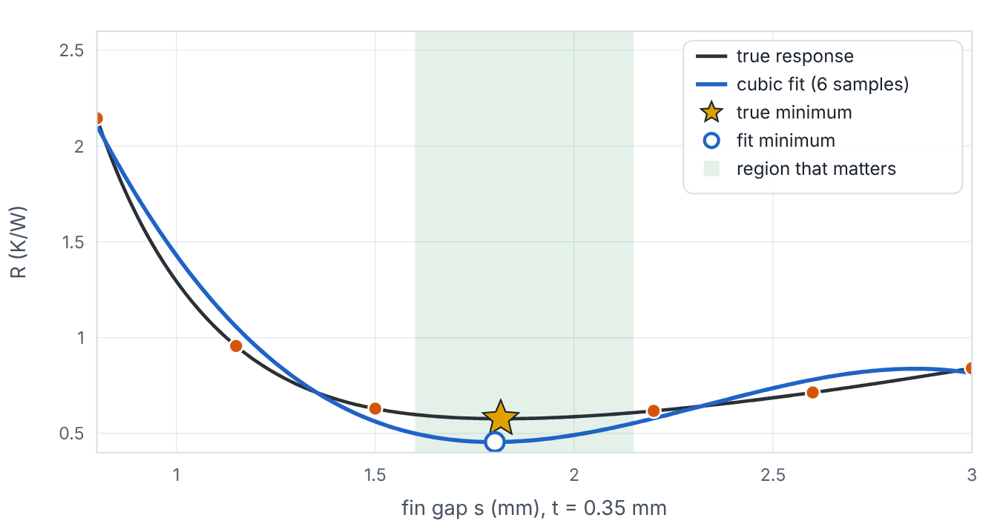 2.5
2
1.5
1
0.5
R (K/W)
true response
cubic fit (6 samples)
true minimum
fit minimum
region that matters
1
1.5
2
2.5
3
fin gap s (mm), t = 0.35 mm